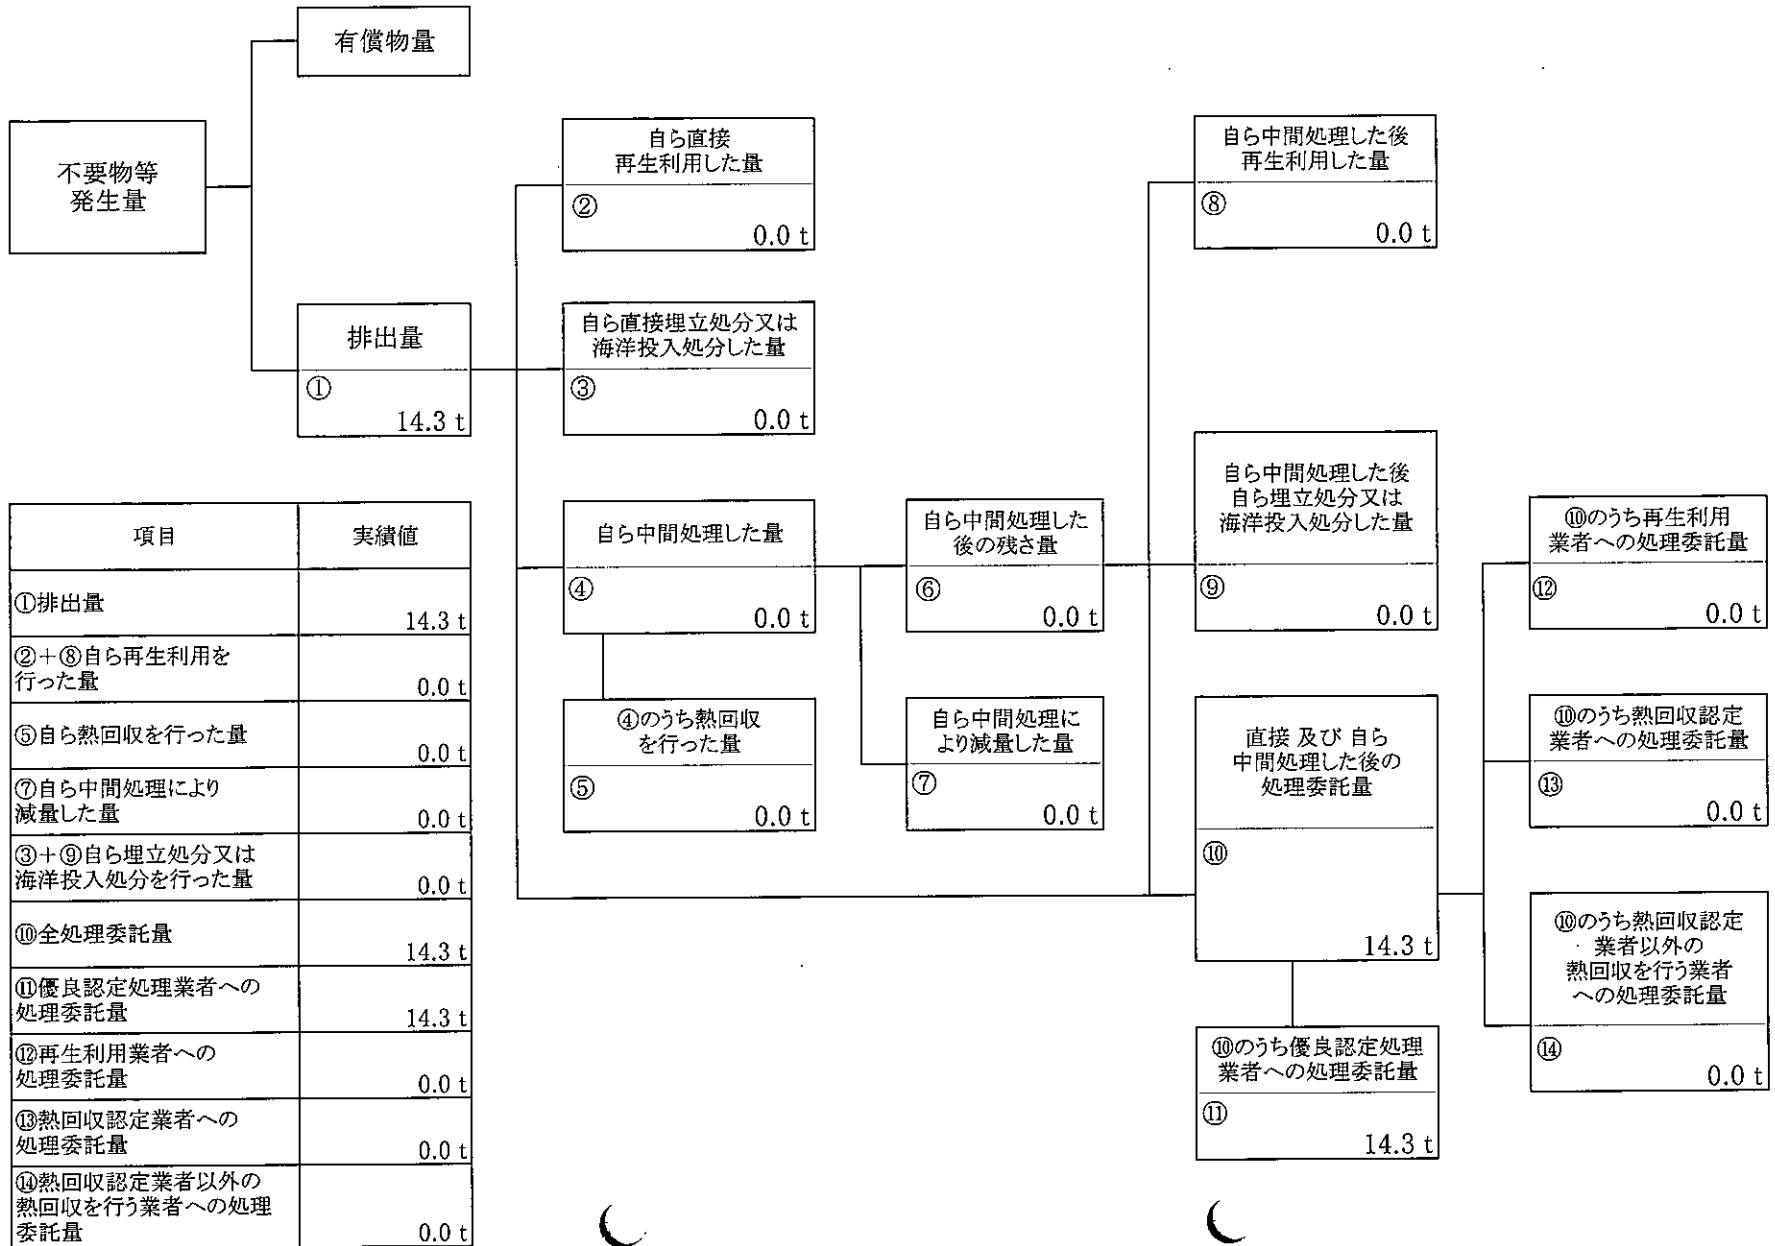 有償物量
不要物等
発生量
排出量
①
14.3 t
自ら直接
再生利用した量
②
0.0 t
自ら直接埋立処分又は
海洋投入処分した量
③
0.0 t
自ら中間処理した量
④
0.0 t
④のうち熱回収
を行った量
⑤
0.0 t
自ら中間処理した
後の残さ量
⑥
0.0 t
自ら中間処理に
より減量した量
⑦
0.0 t
自ら中間処理した後
再生利用した量
⑧
0.0 t
自ら中間処理した後
自ら埋立処分又は
海洋投入処分した量
⑨
0.0 t
直接 及び 自ら
中間処理した後の
処理委託量
⑩
14.3 t
⑩のうち優良認定処理
業者への処理委託量
⑪
14.3 t
⑩のうち再生利用
業者への処理委託量
⑫
0.0 t
⑩のうち熱回収認定
業者への処理委託量
⑬
0.0 t
⑩のうち熱回収認定
業者以外の
熱回収を行う業者
への処理委託量
⑭
0.0 t
項目 実績値
①排出量
14.3 t
②+⑧自ら再生利用を
行った量
0.0 t
⑤自ら熱回収を行った量
0.0 t
⑦自ら中間処理により
減量した量
0.0 t
③+⑨自ら埋立処分又は
海洋投入処分を行った量
0.0 t
⑩全処理委託量
14.3 t
⑪優良認定処理業者への
処理委託量
14.3 t
⑫再生利用業者への
処理委託量
0.0 t
⑬熱回収認定業者への
処理委託量
0.0 t
⑭熱回収認定業者以外の
熱回収を行う業者への処理
委託量
0.0 t